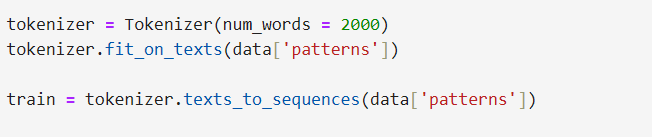 tokenizer = Tokenizer(num_words = 2000)
tokenizer.fit_on_texts(data['patterns'])
train = tokenizer.texts_to_sequences(data['patterns'])